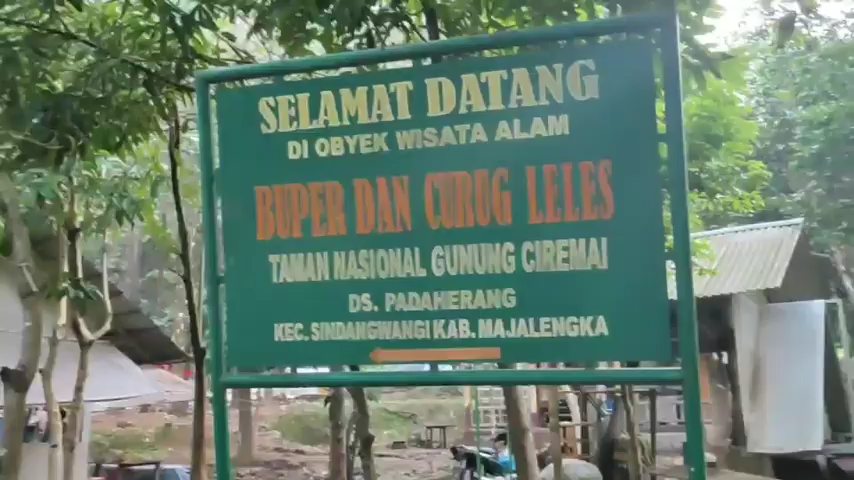 SELAMAT DATANG
DI OBYEK WISATA ALAM
BUPER DAN CURUG LELES
TAMAN NASIONAL GUNUNG CIREMAI
DS. PADAHERANG
KEC. SINDANGWANGI KAB. MAJALENGKA